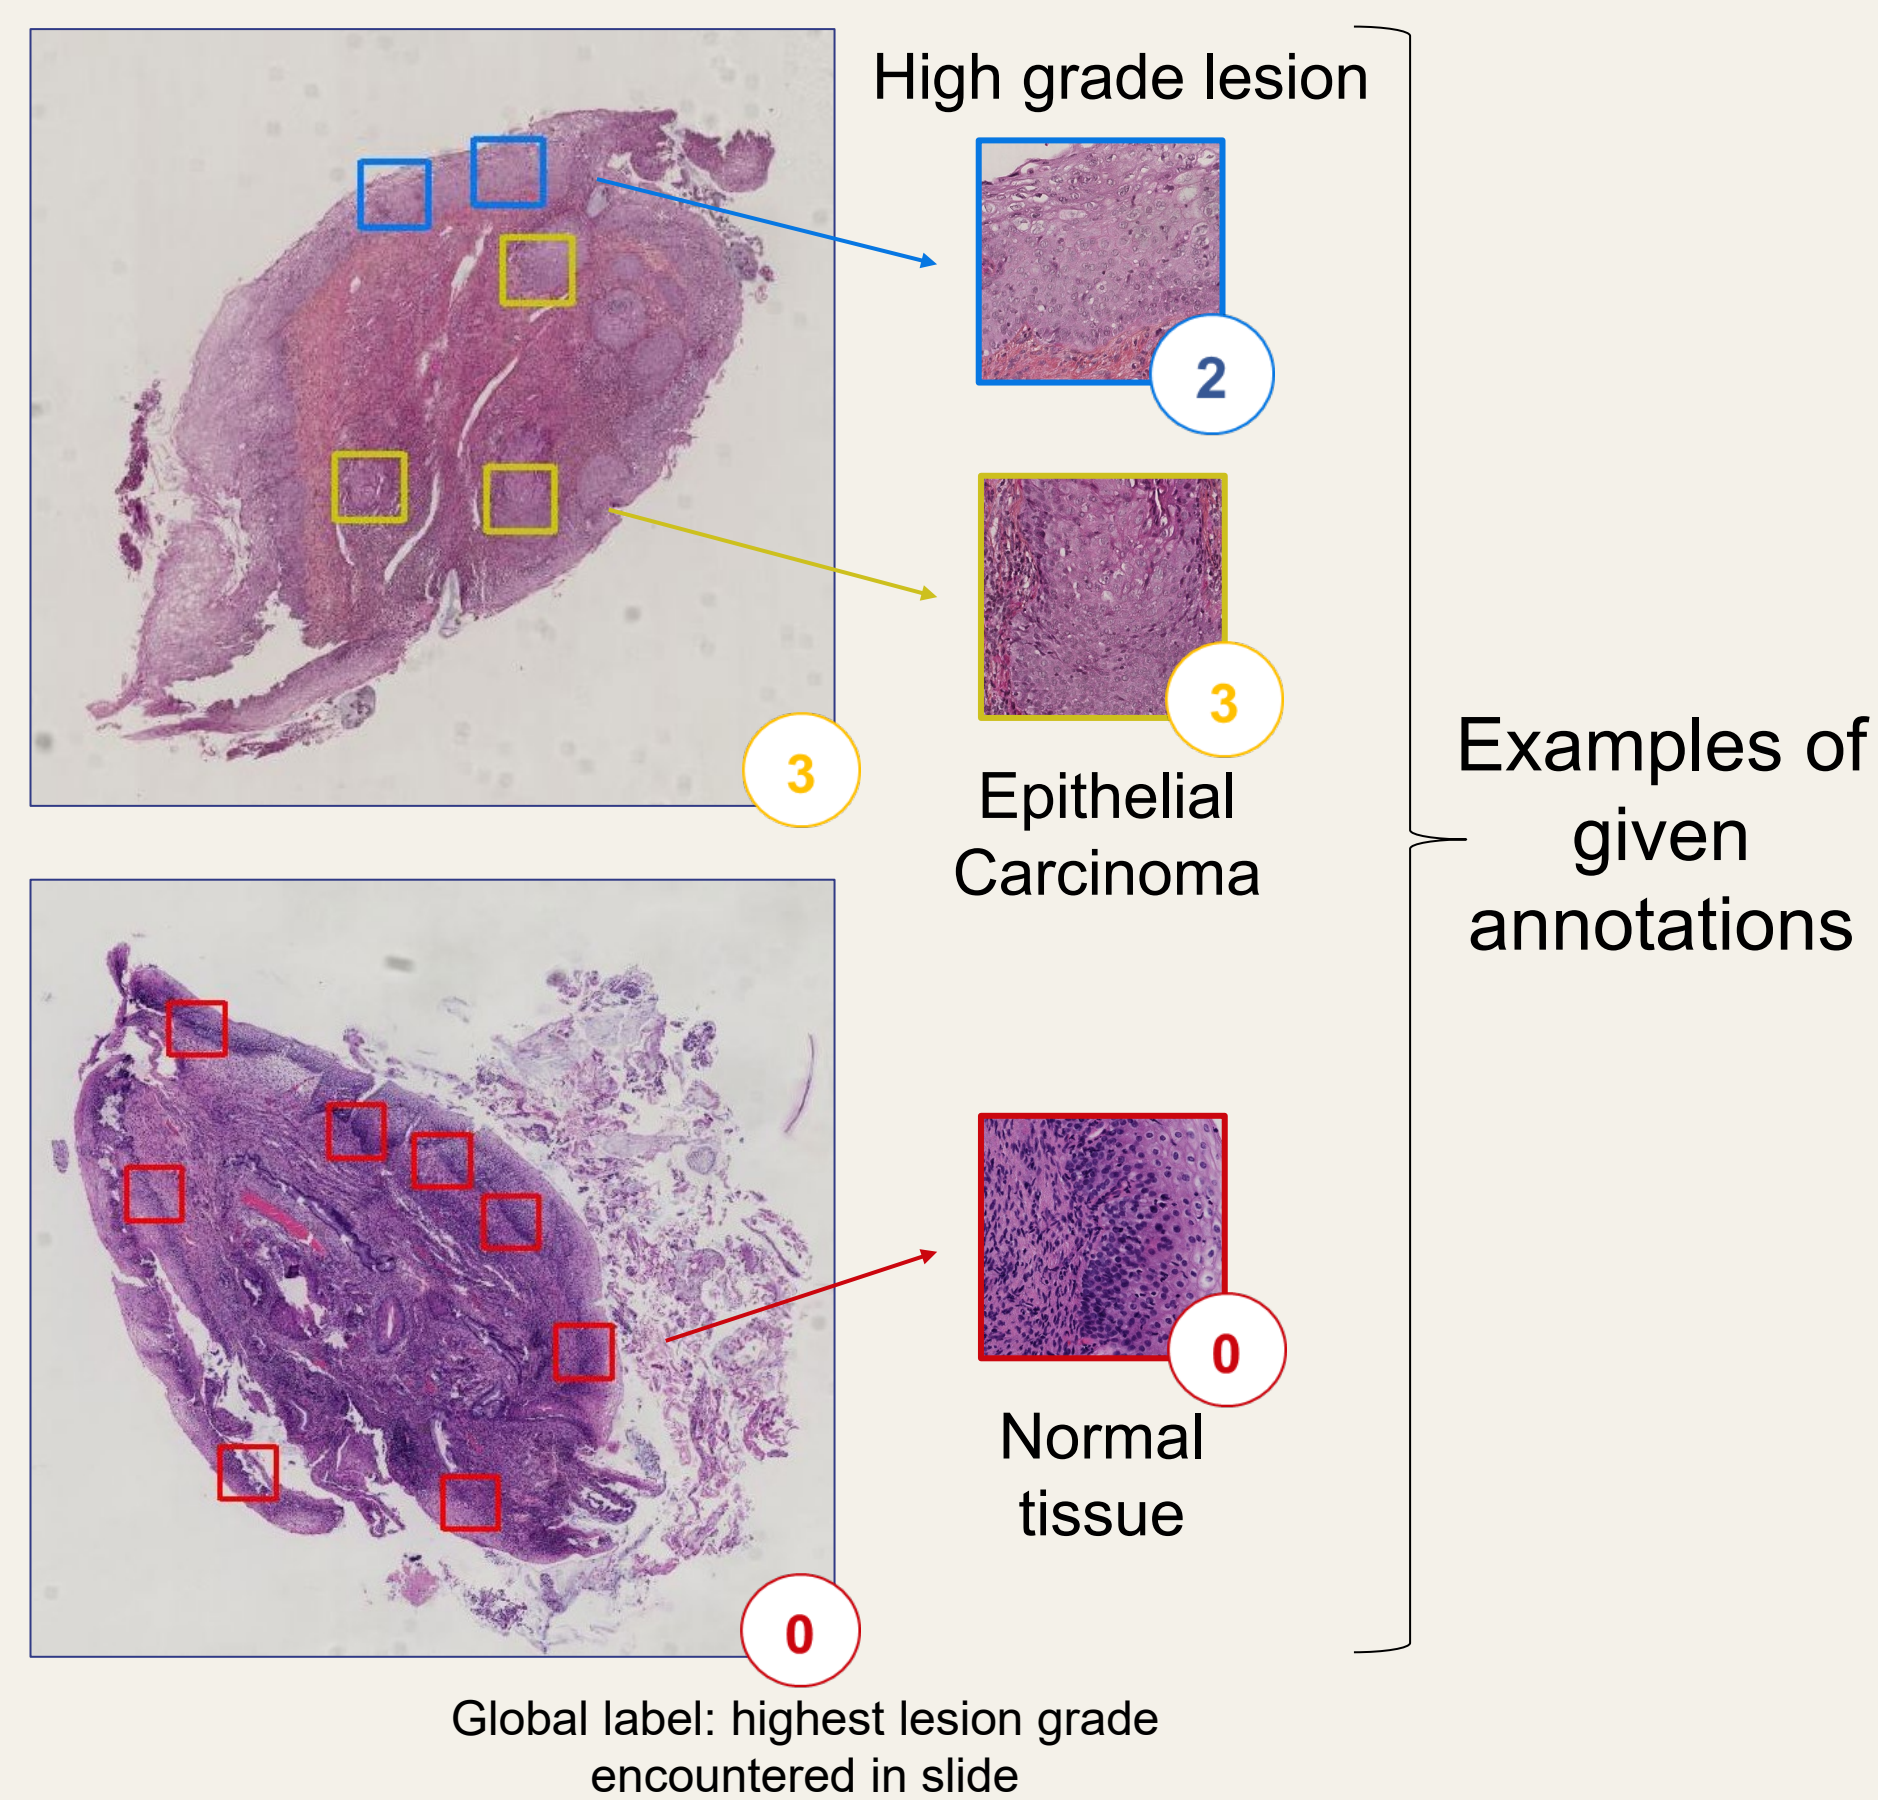 High grade lesion
2
3
3
Epithelial
Carcinoma
Examples of
given
annotations
0
Normal
tissue
0
Global label: highest lesion grade
encountered in slide